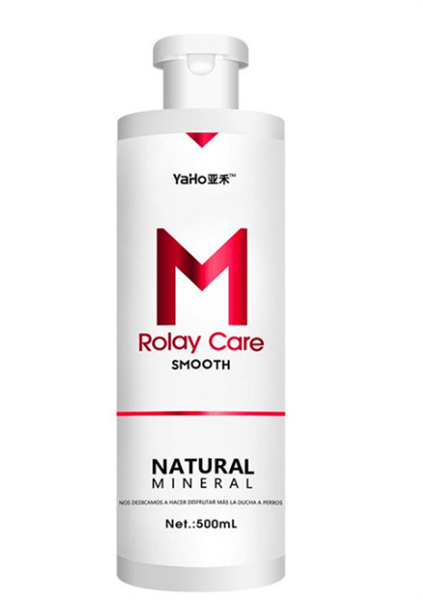 YaHo亚禾™
M
Rolay Care
SMOOTH
NATURAL
MINERAL
NOS DEDICAMOS A HACER DISFRUTAR MÁS LA DUCHA A PERROS
Net.:500mL